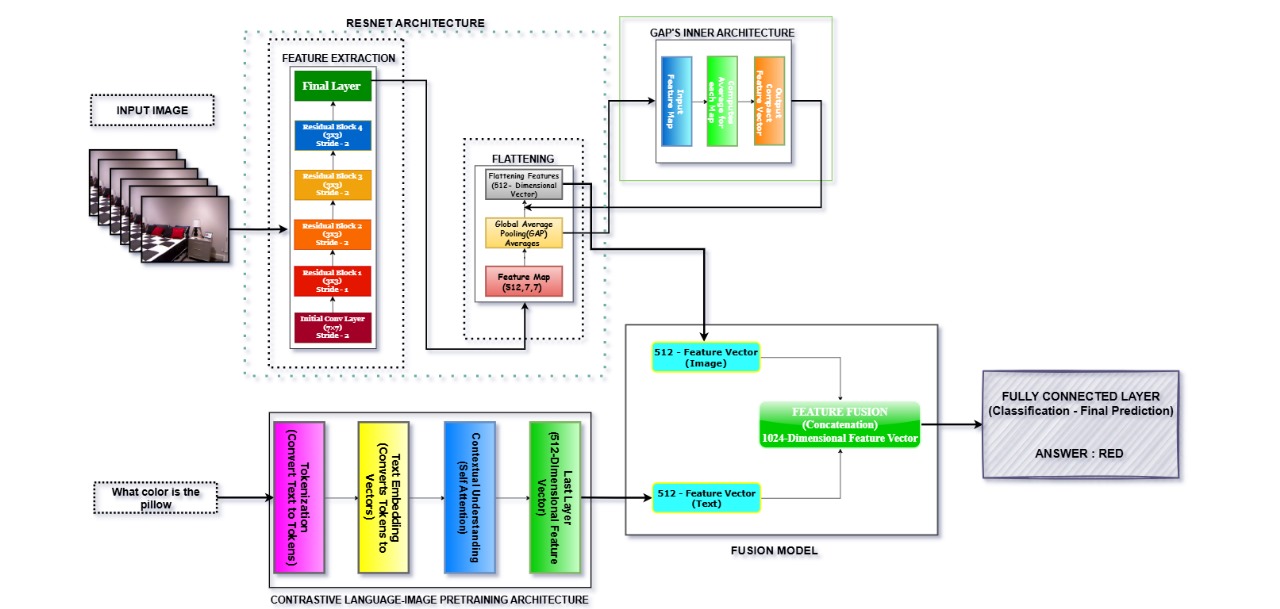 RESNET ARCHITECTURE
INPUT IMAGE
FEATURE EXTRACTION
Final Layer
Residual Block 4
(3x3)
Stride - 2
Residual Block 3
(3x3)
Stride - 2
Residual Block 2
(3x3)
Stride - 2
Residual Block 1
(3x3)
Stride - 1
Initial Conv Layer
(7x7)
Stride - 2
FLATTENING
Flattening Features
(512- Dimensional
Vector)
Global Average
Pooling(GAP)
Averages
Feature Map
(512,7,7)
GAP'S INNER ARCHITECTURE
Input
Feature Map
Computes
Average for
each Map
Output
Compact
Feature Vector
What color is the
pillow
Tokenization
(Convert Text to Tokens)
Text Embedding
(Converts Tokens to
Vectors)
Contextual Understanding
(Self Attention)
Last Layer
(512-Dimensional Feature
Vector)
CONTRASTIVE LANGUAGE-IMAGE PRETRAINING ARCHITECTURE
512 - Feature Vector
(Image)
FEATURE FUSION
(Concatenation)
1024-Dimensional Feature Vector
512 - Feature Vector
(Text)
FUSION MODEL
FULLY CONNECTED LAYER
(Classification - Final Prediction)
ANSWER : RED